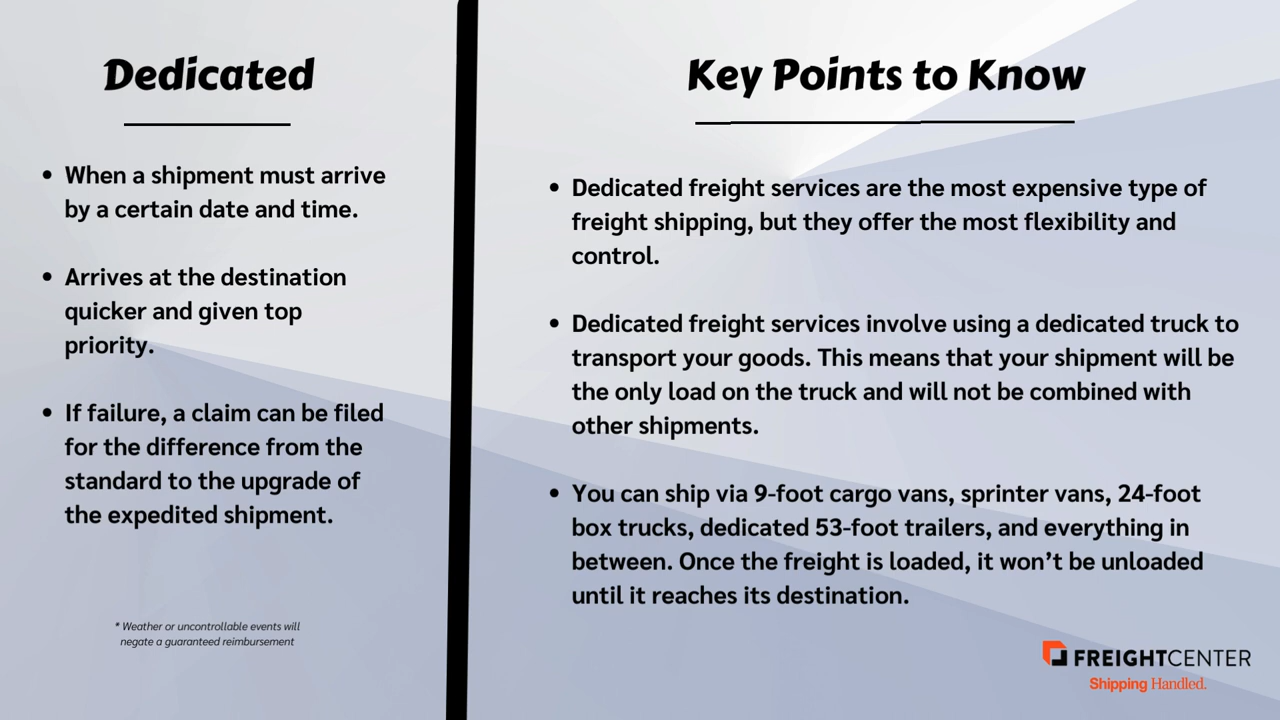 Dedicated
• When a shipment must arrive
by a certain date and time.
• Arrives at the destination
quicker and given top
priority.
• If failure, a claim can be filed
for the difference from the
standard to the upgrade of
the expedited shipment.
* Weather or uncontrollable events will
negate a guaranteed reimbursement
Key Points to Know
• Dedicated freight services are the most expensive type of
freight shipping, but they offer the most flexibility and
control.
• Dedicated freight services involve using a dedicated truck to
transport your goods. This means that your shipment will be
the only load on the truck and will not be combined with
other shipments.
• You can ship via 9-foot cargo vans, sprinter vans, 24-foot
box trucks, dedicated 53-foot trailers, and everything in
between. Once the freight is loaded, it won’t be unloaded
until it reaches its destination.
FREIGHTCENTER
Shipping Handled.